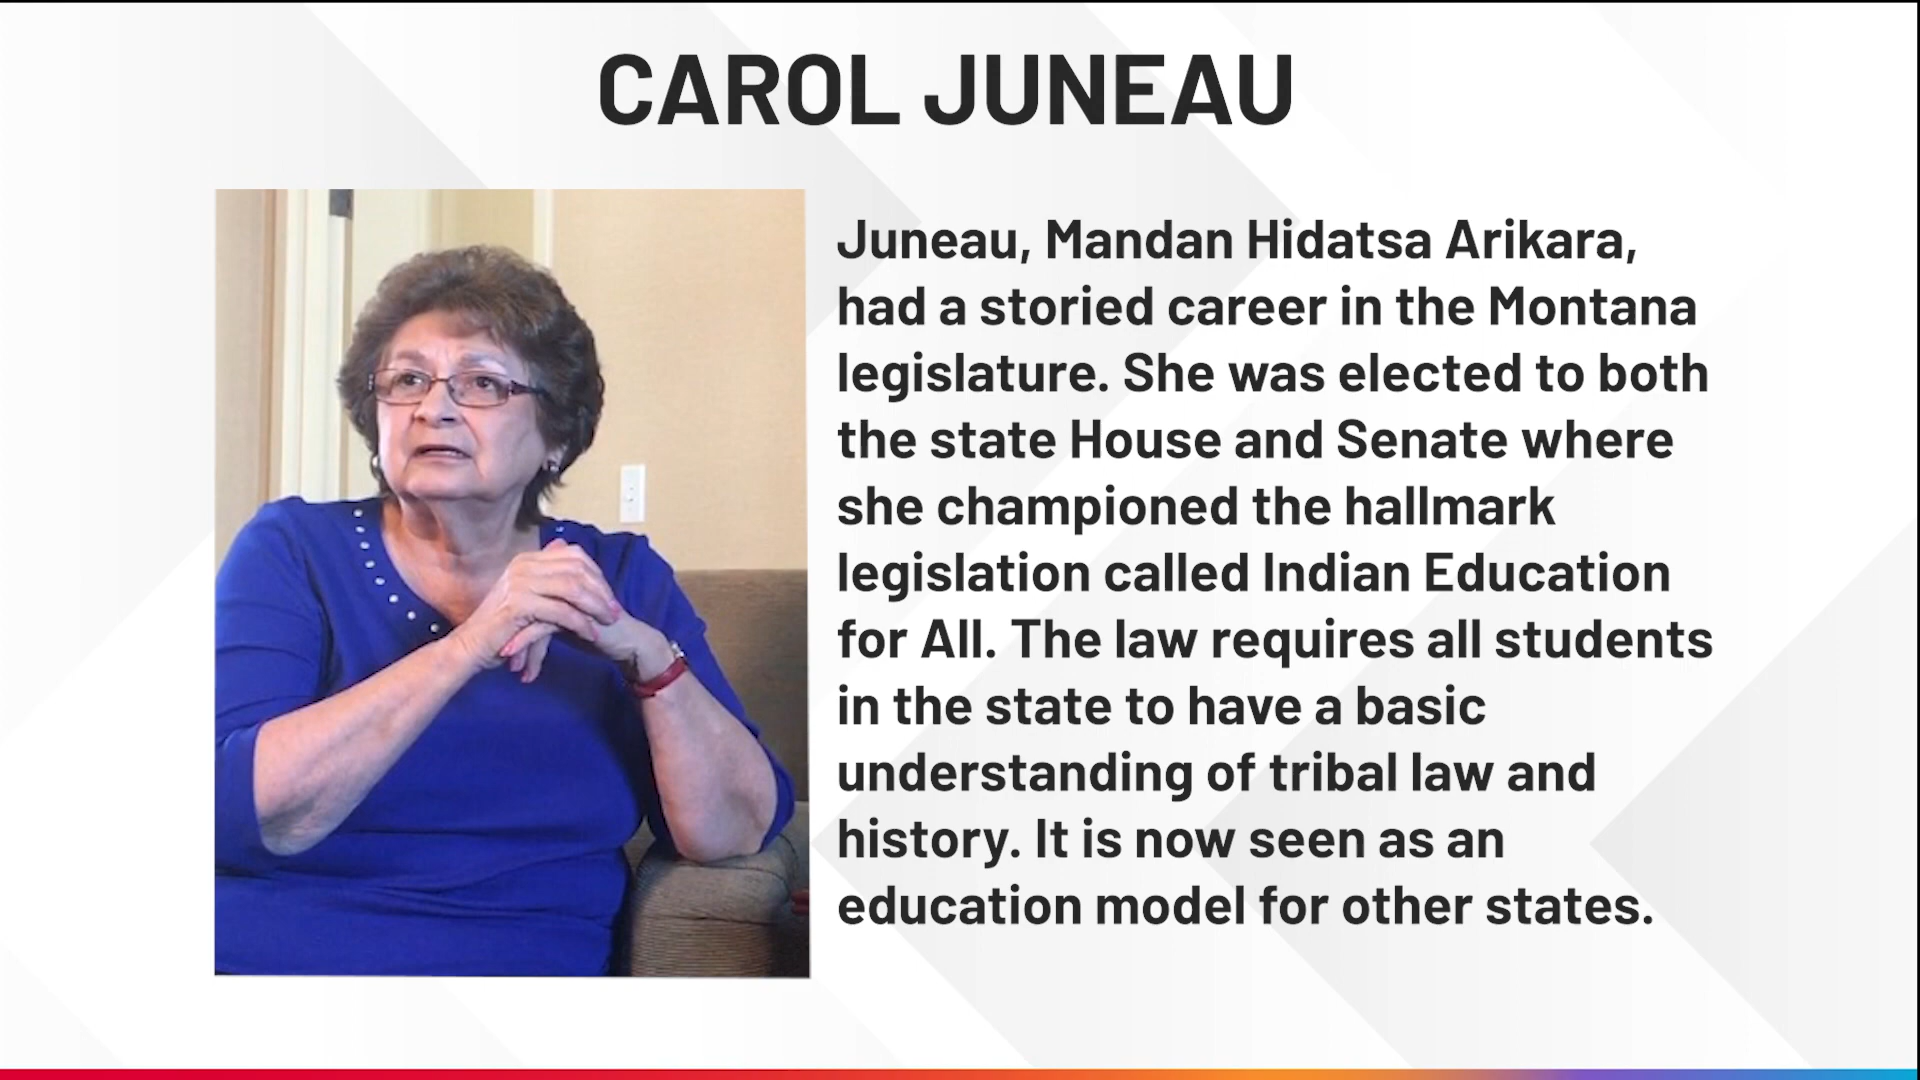 CAROL JUNEAU
Juneau, Mandan Hidatsa Arikara,
had a storied career in the Montana
legislature. She was elected to both
the state House and Senate where
she championed the hallmark
legislation called Indian Education
for All. The law requires all students
in the state to have a basic
understanding of tribal law and
history. It is now seen as an
education model for other states.